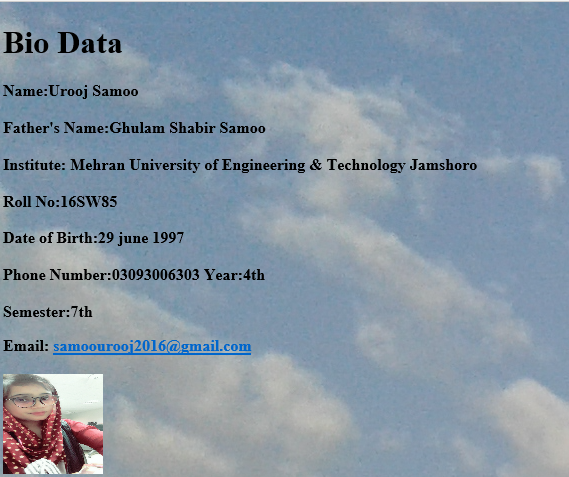 Bio Data
Name:Urooj Samoo
Father's Name:Ghulam Shabir Samoo
Institute: Mehran University of Engineering & Technology Jamshoro
Roll No:16SW85
Date of Birth:29 june 1997
Phone Number:03093006303 Year:4th
Semester:7th
Email: samoourooj2016@gmail.com